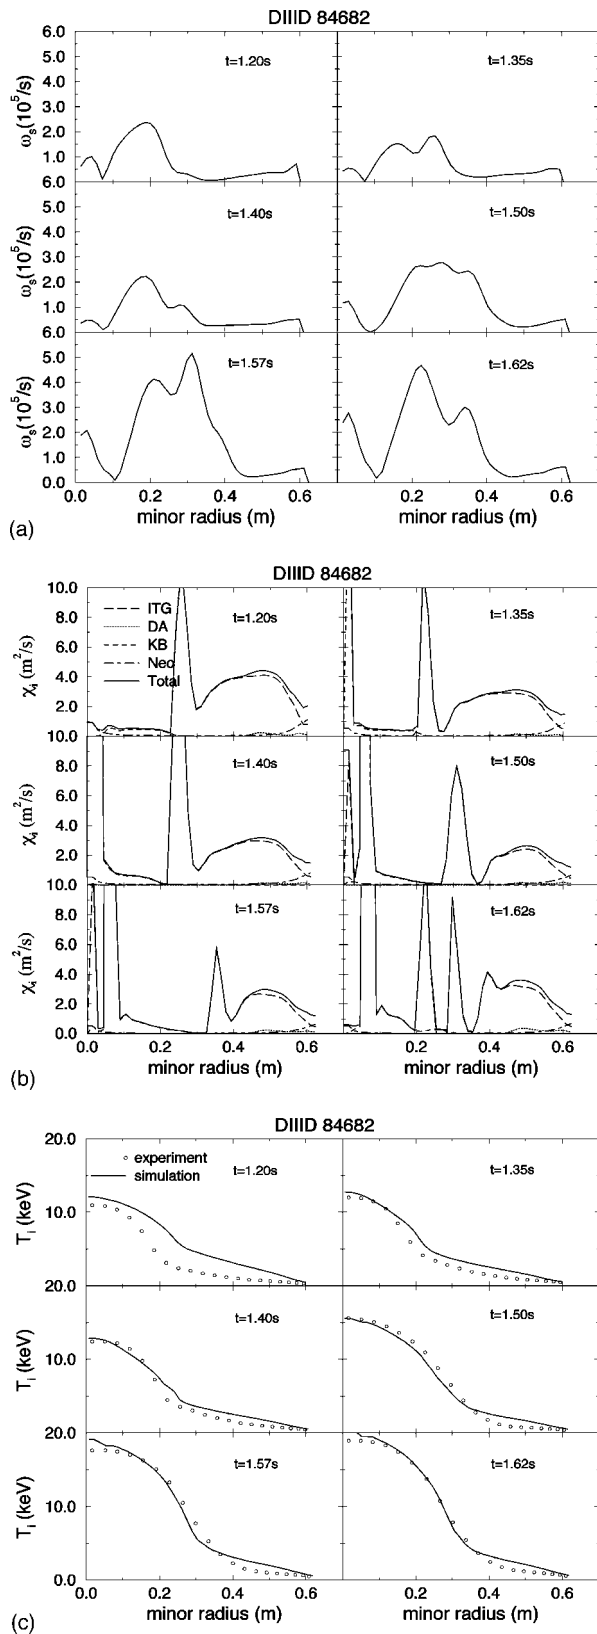 DIIID 84682
6.0
5.0
4.0
3.0
2.0
1.0
6.0
ωs(10^5/s)
t=1.20s
t=1.35s
5.0
4.0
3.0
2.0
1.0
6.0
ωs(10^5/s)
t=1.40s
t=1.50s
5.0
4.0
3.0
2.0
1.0
0.0
ωs(10^5/s)
t=1.57s
t=1.62s
0.0 0.2 0.4 0.6 0.2 0.4 0.6
minor radius (m) minor radius (m)
(a)
DIIID 84682
10.0
8.0
6.0
4.0
2.0
10.0
χi (m^2/s)
ITG
DA
KB
Neo
Total
t=1.20s
t=1.35s
8.0
6.0
4.0
2.0
10.0
χi (m^2/s)
t=1.40s
t=1.50s
8.0
6.0
4.0
2.0
0.0
χi (m^2/s)
t=1.57s
t=1.62s
0.0 0.2 0.4 0.6 0.2 0.4 0.6
minor radius (m) minor radius (m)
(b)
DIIID 84682
20.0
10.0
20.0
Ti (keV)
experiment
simulation
t=1.20s
t=1.35s
10.0
20.0
Ti (keV)
t=1.40s
t=1.50s
10.0
0.0
Ti (keV)
t=1.57s
t=1.62s
0.0 0.2 0.4 0.6 0.2 0.4 0.6
minor radius (m) minor radius (m)
(c)